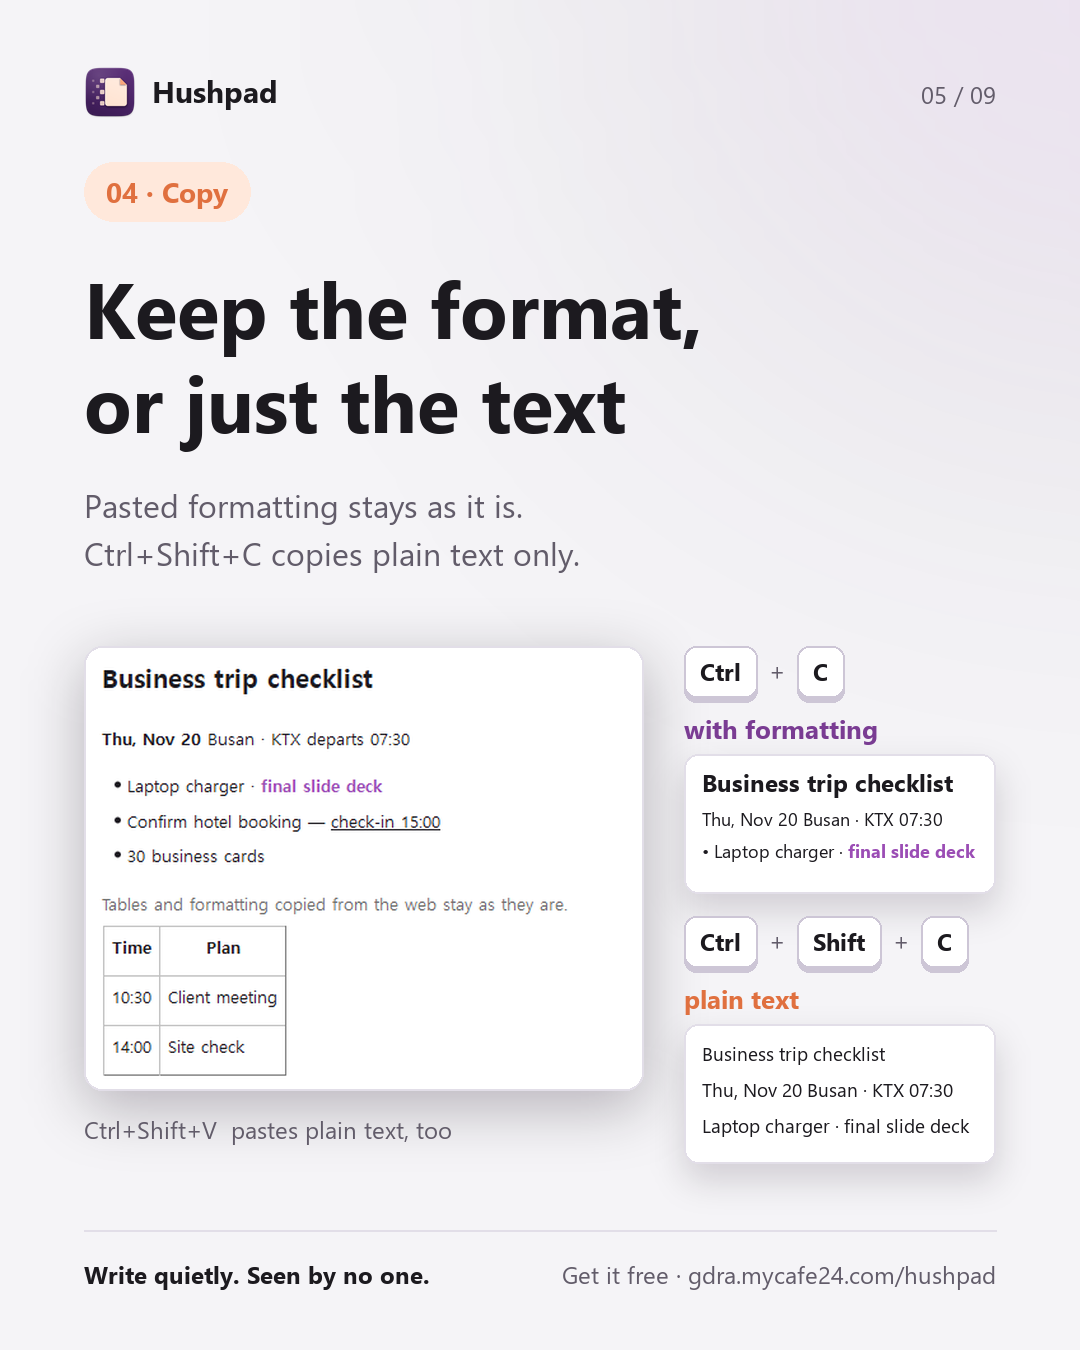 Hushpad
05 / 09
04 · Copy
Keep the format,
or just the text
Pasted formatting stays as it is.
Ctrl+Shift+C copies plain text only.
Business trip checklist
Thu, Nov 20 Busan · KTX departs 07:30
• Laptop charger · final slide deck
• Confirm hotel booking — check-in 15:00
• 30 business cards
Tables and formatting copied from the web stay as they are.
Time Plan
10:30 Client meeting
14:00 Site check
Ctrl+Shift+V pastes plain text, too
Ctrl + C
with formatting
Business trip checklist
Thu, Nov 20 Busan · KTX 07:30
• Laptop charger · final slide deck
Ctrl + Shift + C
plain text
Business trip checklist
Thu, Nov 20 Busan · KTX 07:30
Laptop charger · final slide deck
Write quietly. Seen by no one.
Get it free · gdra.mycafe24.com/hushpad